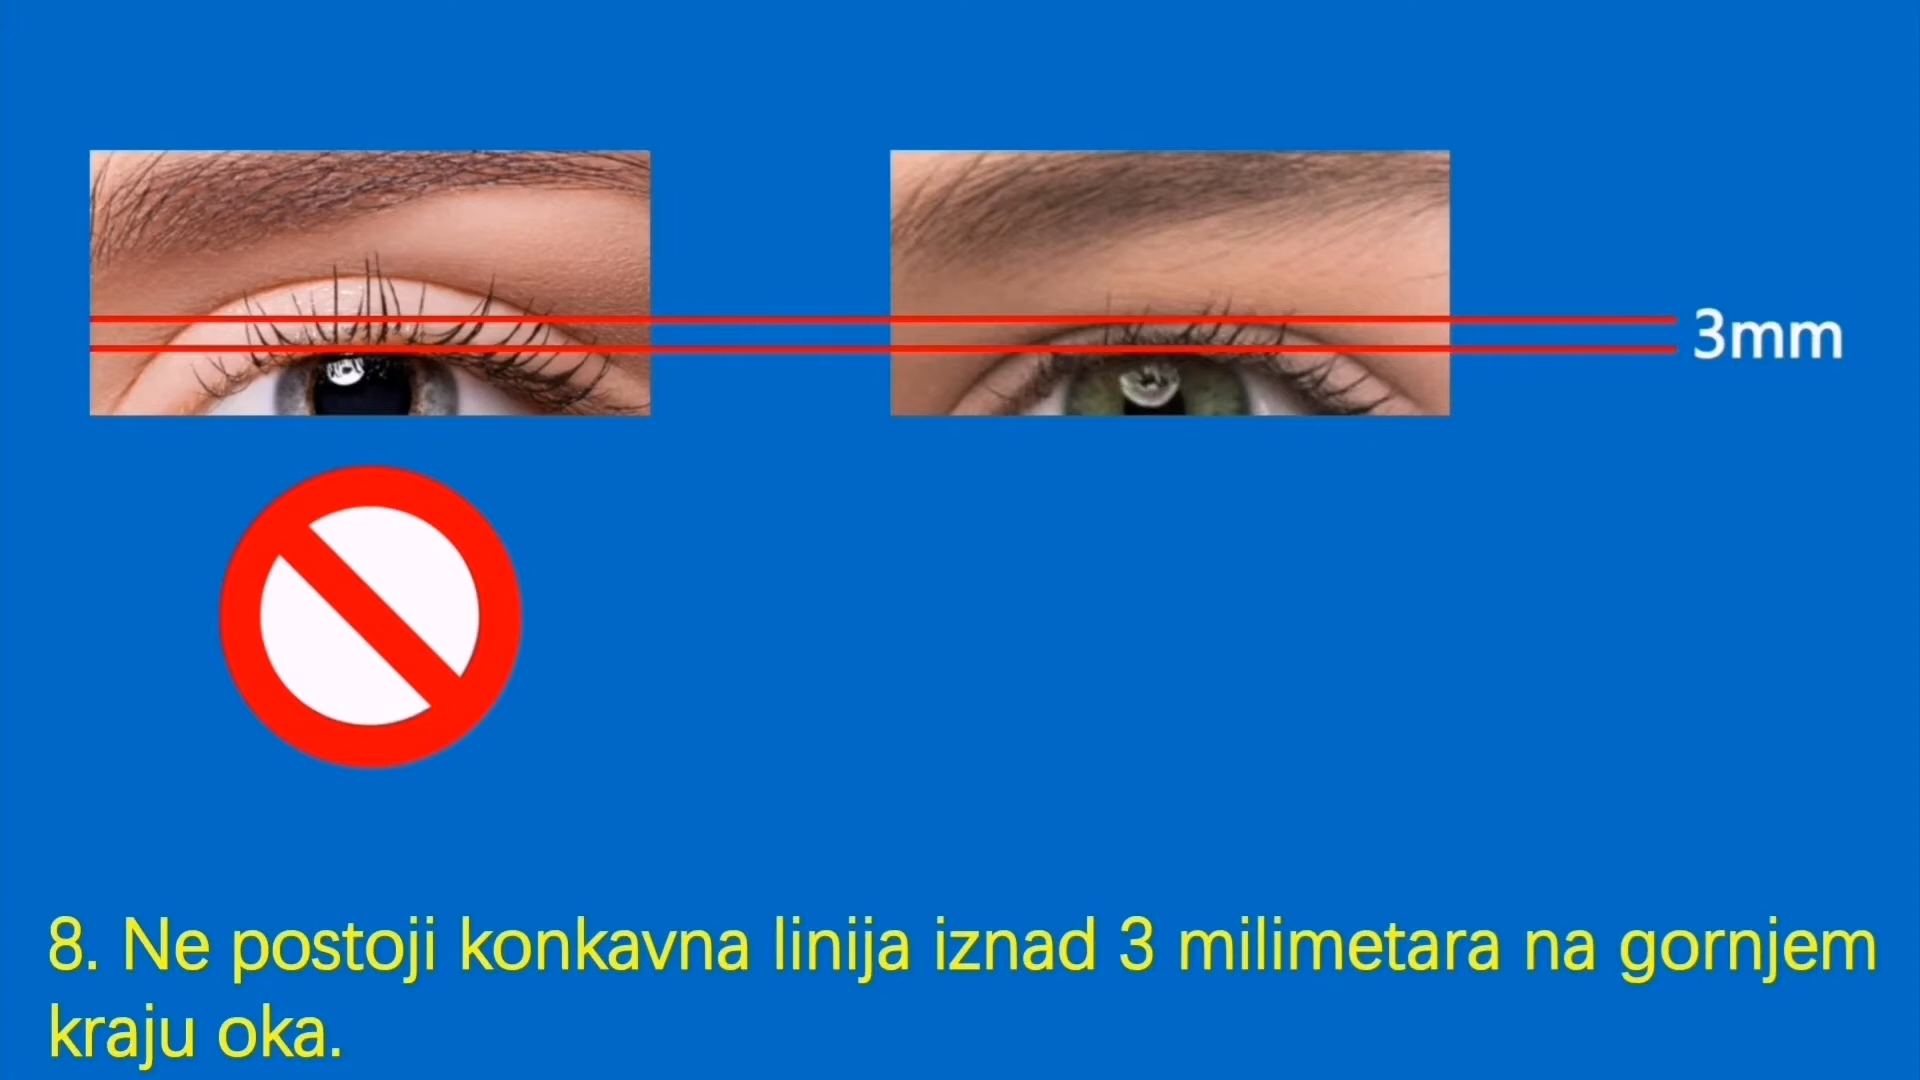 3mm
8. Ne postoji konkavna linija iznad 3 milimetara na gornjem
kraju oka.